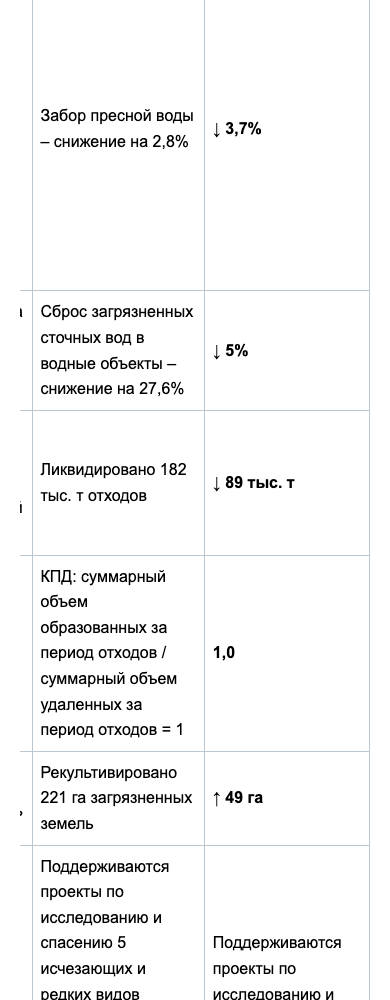 Забор пресной воды
– снижение на 2,8%
↓ 3,7%
Сброс загрязненных
сточных вод в
водные объекты –
снижение на 27,6%
↓ 5%
Ликвидировано 182
тыс. т отходов
↓ 89 тыс. т
КПД: суммарный
объем
образованных за
период отходов /
суммарный объем
удаленных за
период отходов = 1
1,0
Рекультивировано
221 га загрязненных
земель
↑ 49 га
Поддерживаются
проекты по
исследованию и
спасению 5
исчезающих и
редких видов
Поддерживаются
проекты по
исследованию и